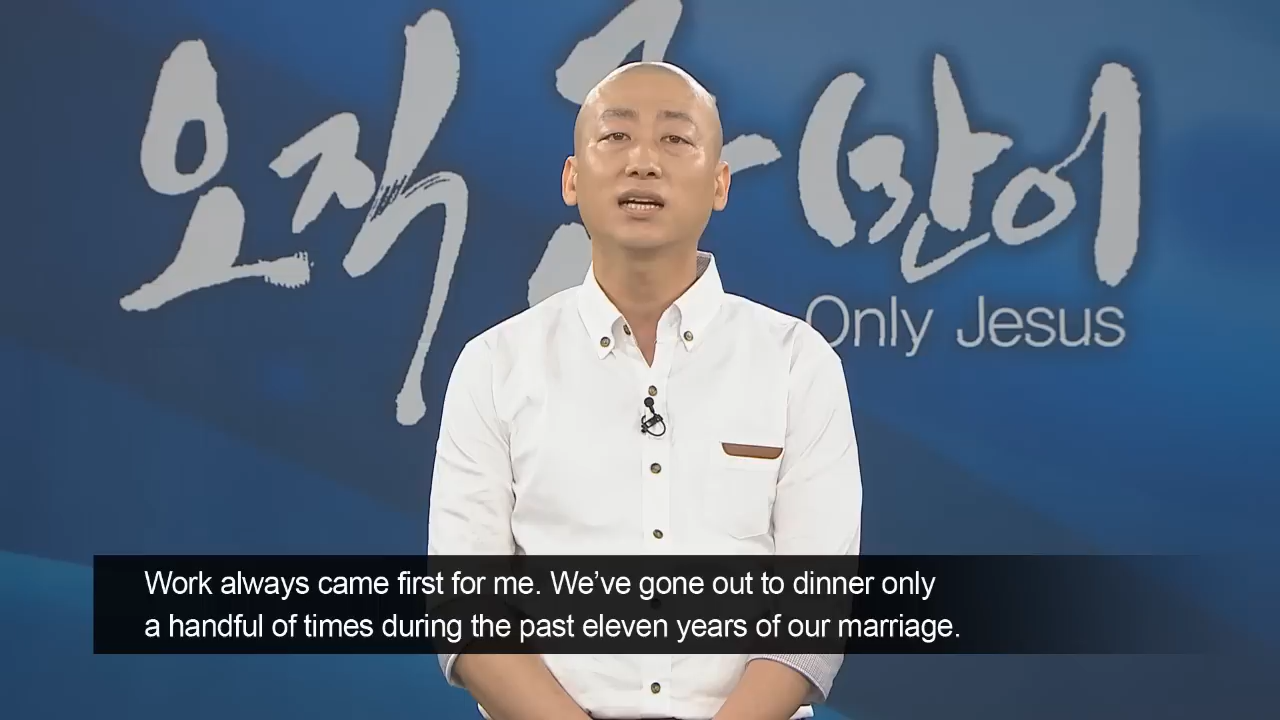 오직 만이
Only Jesus
Work always came first for me. We’ve gone out to dinner only
a handful of times during the past eleven years of our marriage.